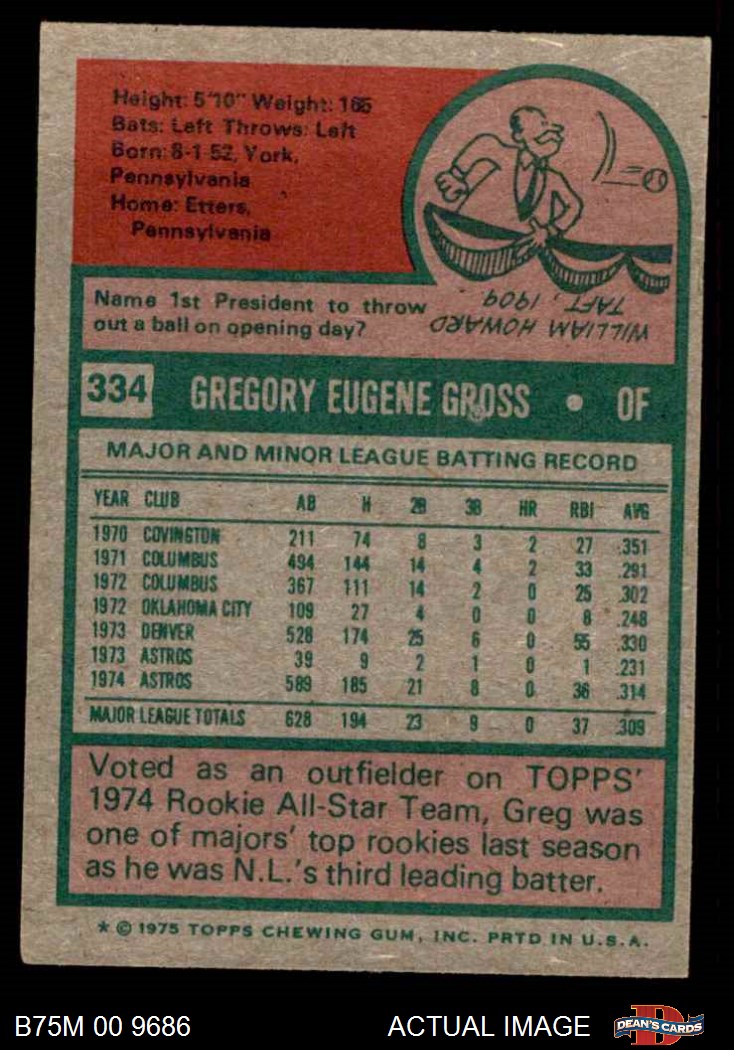 Height: 5'10" Weight: 165
Bats: Left Throws: Left
Born: 8-1-52, York,
Pennsylvania
Home: Etters,
Pennsylvania
Name 1st President to throw
out a ball on opening day?
WILLIAM HOWARD
TAFT, 1909
334 GREGORY EUGENE GROSS • OF
MAJOR AND MINOR LEAGUE BATTING RECORD
YEAR CLUB AB H 2B 3B HR RBI AVG
1970 COVINGTON 211 74 8 3 2 27 .351
1971 COLUMBUS 494 144 14 4 2 33 .291
1972 COLUMBUS 367 111 14 2 0 25 .302
1972 OKLAHOMA CITY 109 27 4 0 0 8 .248
1973 DENVER 528 174 25 6 0 55 .330
1973 ASTROS 39 9 2 1 0 1 .231
1974 ASTROS 589 185 21 8 0 36 .314
MAJOR LEAGUE TOTALS 628 194 23 9 0 37 .309
Voted as an outfielder on TOPPS'
1974 Rookie All-Star Team, Greg was
one of majors' top rookies last season
as he was N.L.'s third leading batter.
* © 1975 TOPPS CHEWING GUM, INC. PRTD IN U.S.A.
B75M 00 9686 ACTUAL IMAGE
DEAN'S CARDS